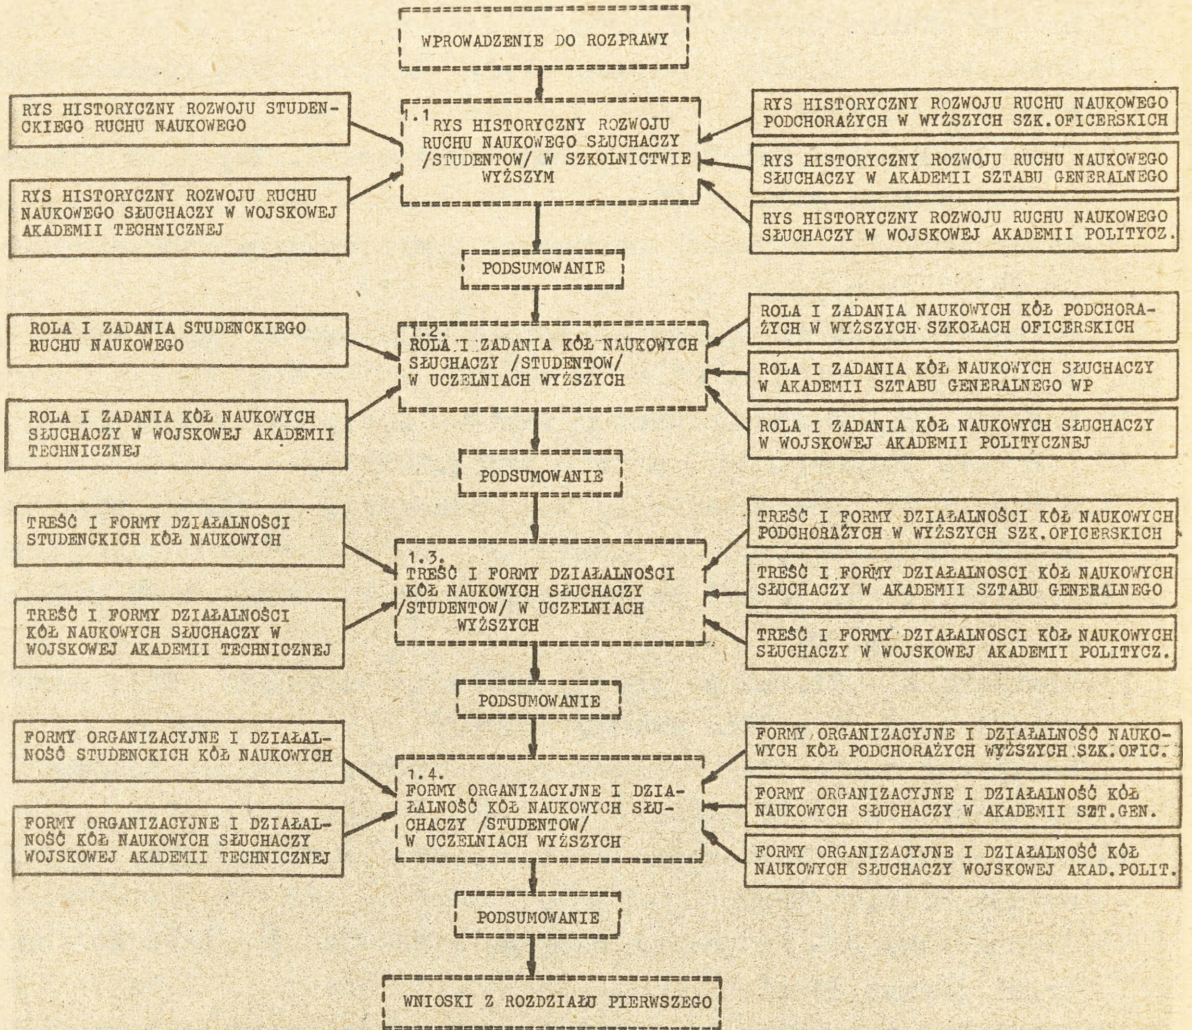 WPROWADZENIE DO ROZPRAWY
RYS HISTORYCZNY ROZWOJU STUDEN-
CKIEGO RUCHU NAUKOWEGO
RYS HISTORYCZNY ROZWOJU RUCHU
NAUKOWEGO SŁUCHACZY W WOJSKOWEJ
AKADEMII TECHNICZNEJ
1.1
RYS HISTORYCZNY ROZWOJU
RUCHU NAUKOWEGO SŁUCHACZY
/STUDENTOW/ W SZKOLNICTWIE
WYŻSZYM
RYS HISTORYCZNY ROZWOJU RUCHU NAUKOWEGO
PODCHORAŻYCH W WYŻSZYCH SZK.OFICERSKICH
RYS HISTORYCZNY ROZWOJU RUCHU NAUKOWEGO
SŁUCHACZY W AKADEMII SZTABU GENERALNEGO
RYS HISTORYCZNY ROZWOJU RUCHU NAUKOWEGO
SŁUCHACZY W WOJSKOWEJ AKADEMII POLITYCZ.
PODSUMOWANIE
ROLA I ZADANIA STUDENCKIEGO
RUCHU NAUKOWEGO
ROLA I ZADANIA KÓŁ NAUKOWYCH
SŁUCHACZY W WOJSKOWEJ AKADEMII
TECHNICZNEJ
1.2.
ROLA I ZADANIA KÓŁ NAUKOWYCH
SŁUCHACZY /STUDENTOW/
W UCZELNIACH WYŻSZYCH
ROLA I ZADANIA NAUKOWYCH KÓŁ PODCHORA-
ŻYCH W WYŻSZYCH SZKOŁACH OFICERSKICH
ROLA I ZADANIA KÓŁ NAUKOWYCH SŁUCHACZY
W AKADEMII SZTABU GENERALNEGO WP
ROLA I ZADANIA KÓŁ NAUKOWYCH SŁUCHACZY
W WOJSKOWEJ AKADEMII POLITYCZNEJ
PODSUMOWANIE
TREŚĆ I FORMY DZIAŁALNOŚCI
STUDENCKICH KÓŁ NAUKOWYCH
TREŚĆ I FORMY DZIAŁALNOŚCI
KÓŁ NAUKOWYCH SŁUCHACZY W
WOJSKOWEJ AKADEMII TECHNICZNEJ
1.3.
TREŚĆ I FORMY DZIAŁALNOŚCI
KÓŁ NAUKOWYCH SŁUCHACZY
/STUDENTOW/ W UCZELNIACH
WYŻSZYCH
TREŚĆ I FORMY DZIAŁALNOŚCI KÓŁ NAUKOWYCH
PODCHORAŻYCH W WYŻSZYCH SZK.OFICERSKICH
TREŚĆ I FORMY DZIAŁALNOSCI KÓŁ NAUKOWYCH
SŁUCHACZY W AKADEMII SZTABU GENERALNEGO
TREŚĆ I FORMY DZIAŁALNOSCI KÓŁ NAUKOWYCH
SŁUCHACZY W WOJSKOWEJ AKADEMII POLITYCZ.
PODSUMOWANIE
FORMY ORGANIZACYJNE I DZIAŁAL-
NOŚĆ STUDENCKICH KÓŁ NAUKOWYCH
FORMY ORGANIZACYJNE I DZIAŁAL-
NOŚĆ KÓŁ NAUKOWYCH SŁUCHACZY
WOJSKOWEJ AKADEMII TECHNICZNEJ
1.4.
FORMY ORGANIZACYJNE I DZIA-
ŁALNOŚĆ KÓŁ NAUKOWYCH SŁU-
CHACZY /STUDENTOW/
W UCZELNIACH WYŻSZYCH
FORMY ORGANIZACYJNE I DZIAŁALNOŚĆ NAUKO-
WYCH KÓŁ PODCHORAŻYCH WYŻSZYCH SZK.OFIC.
FORMY ORGANIZACYJNE I DZIAŁALNOŚĆ KÓŁ
NAUKOWYCH SŁUCHACZY W AKADEMII SZT.GEN.
FORMY ORGANIZACYJNE I DZIAŁALNOŚĆ KÓŁ
NAUKOWYCH SŁUCHACZY WOJSKOWEJ AKAD.POLIT.
PODSUMOWANIE
WNIOSKI Z ROZDZIAŁU PIERWSZEGO